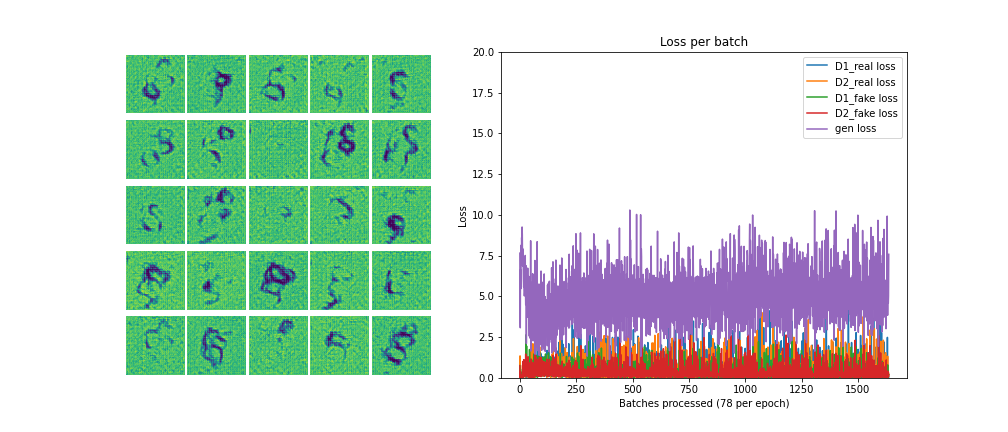 Loss per batch
20.0
17.5
15.0
12.5
10.0
7.5
5.0
2.5
0.0
Loss
D1_real loss
D2_real loss
D1_fake loss
D2_fake loss
gen loss
0 250 500 750 1000 1250 1500
Batches processed (78 per epoch)